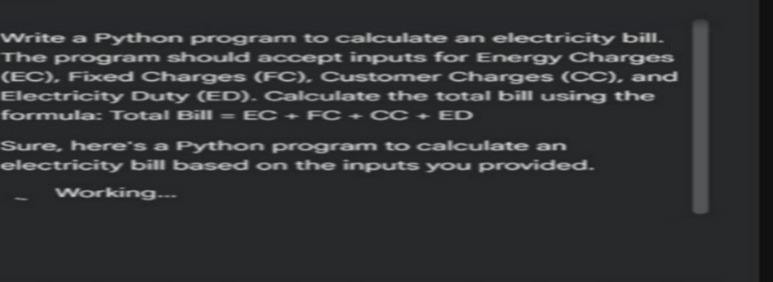 Write a Python program to calculate an electricity bill.
The program should accept inputs for Energy Charges
(EC), Fixed Charges (FC), Customer Charges (CC), and
Electricity Duty (ED). Calculate the total bill using the
formula: Total Bill = EC + FC + CC + ED
Sure, here's a Python program to calculate an
electricity bill based on the inputs you provided.
Working...